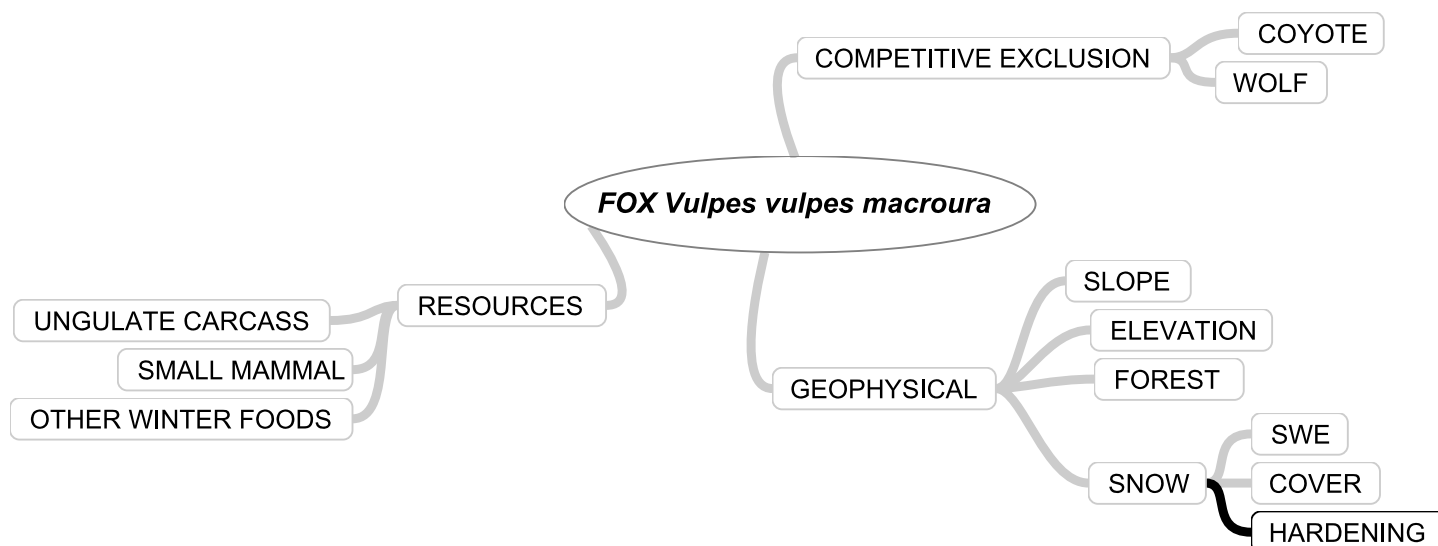 COYOTE
COMPETITIVE EXCLUSION
WOLF
FOX Vulpes vulpes macroura
SLOPE
RESOURCES
UNGULATE CARCASS
ELEVATION
SMALL MAMMAL
FOREST
GEOPHYSICAL
OTHER WINTER FOODS
SWE
SNOW
COVER
HARDENING